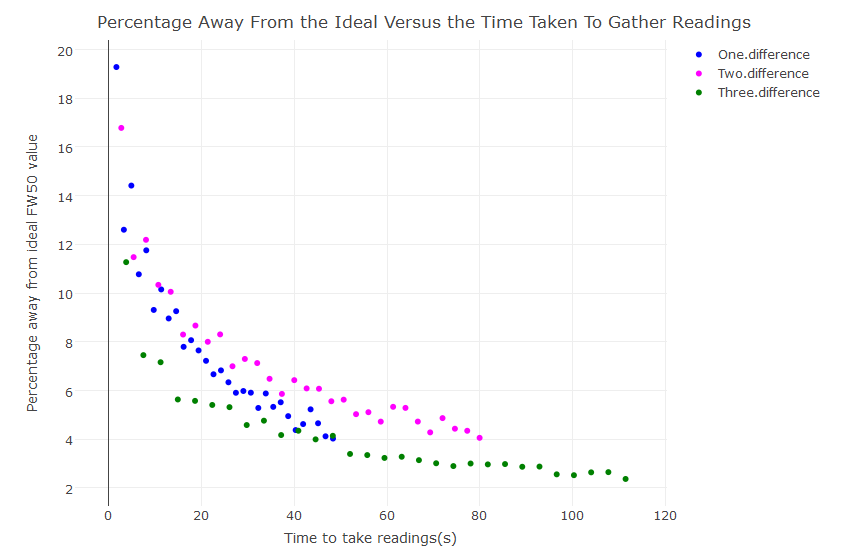 Percentage Away From the Ideal Versus the Time Taken To Gather Readings
One.difference
Two.difference
Three.difference
Percentage away from ideal FW50 value
20
18
16
14
12
10
8
6
4
2
0
20
40
60
80
100
120
Time to take readings(s)